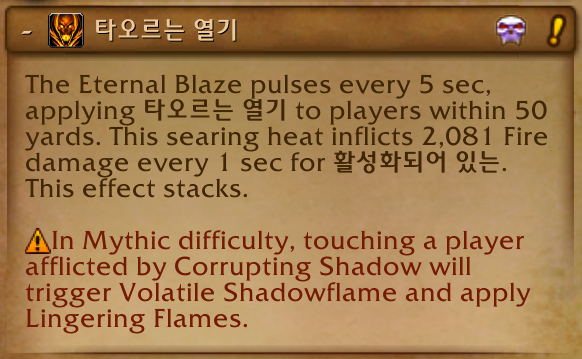 - 타오르는 열기
The Eternal Blaze pulses every 5 sec,
applying 타오르는 열기 to players within 50
yards. This searing heat inflicts 2,081 Fire
damage every 1 sec for 활성화되어 있는.
This effect stacks.
In Mythic difficulty, touching a player
afflicted by Corrupting Shadow will
trigger Volatile Shadowflame and apply
Lingering Flames.